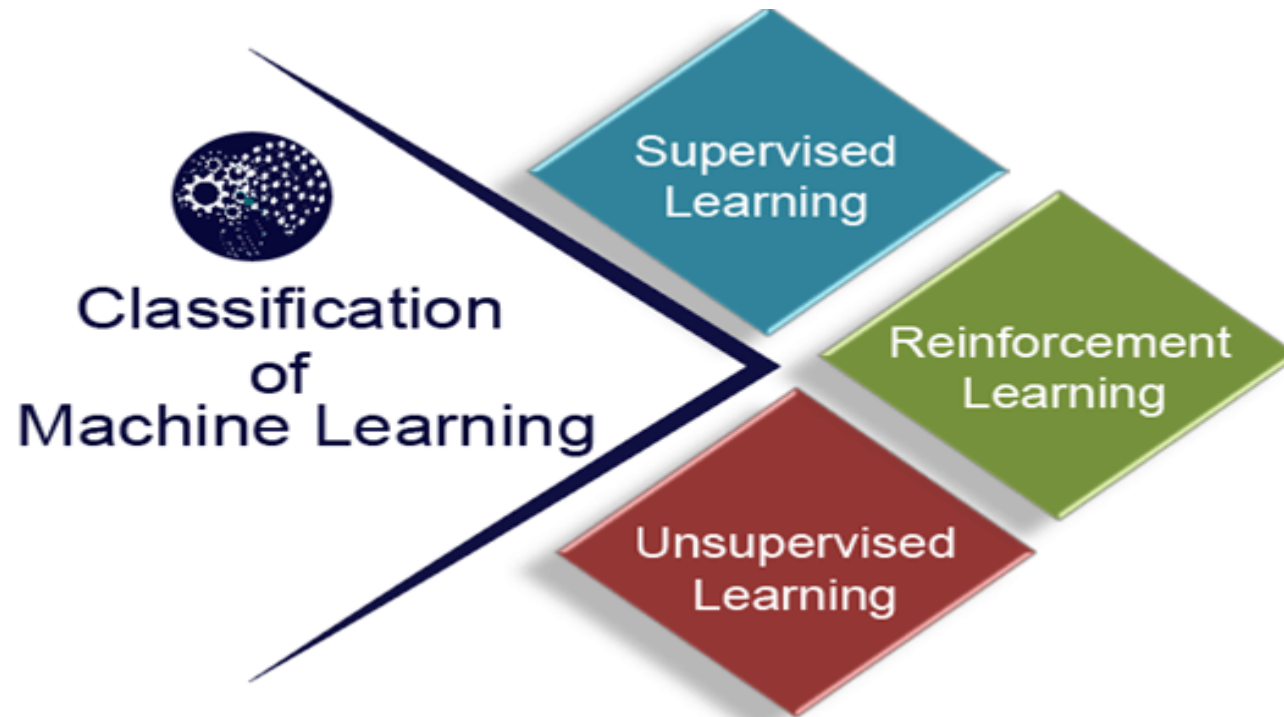 Classification
of
Machine Learning
Supervised
Learning
Reinforcement
Learning
Unsupervised
Learning